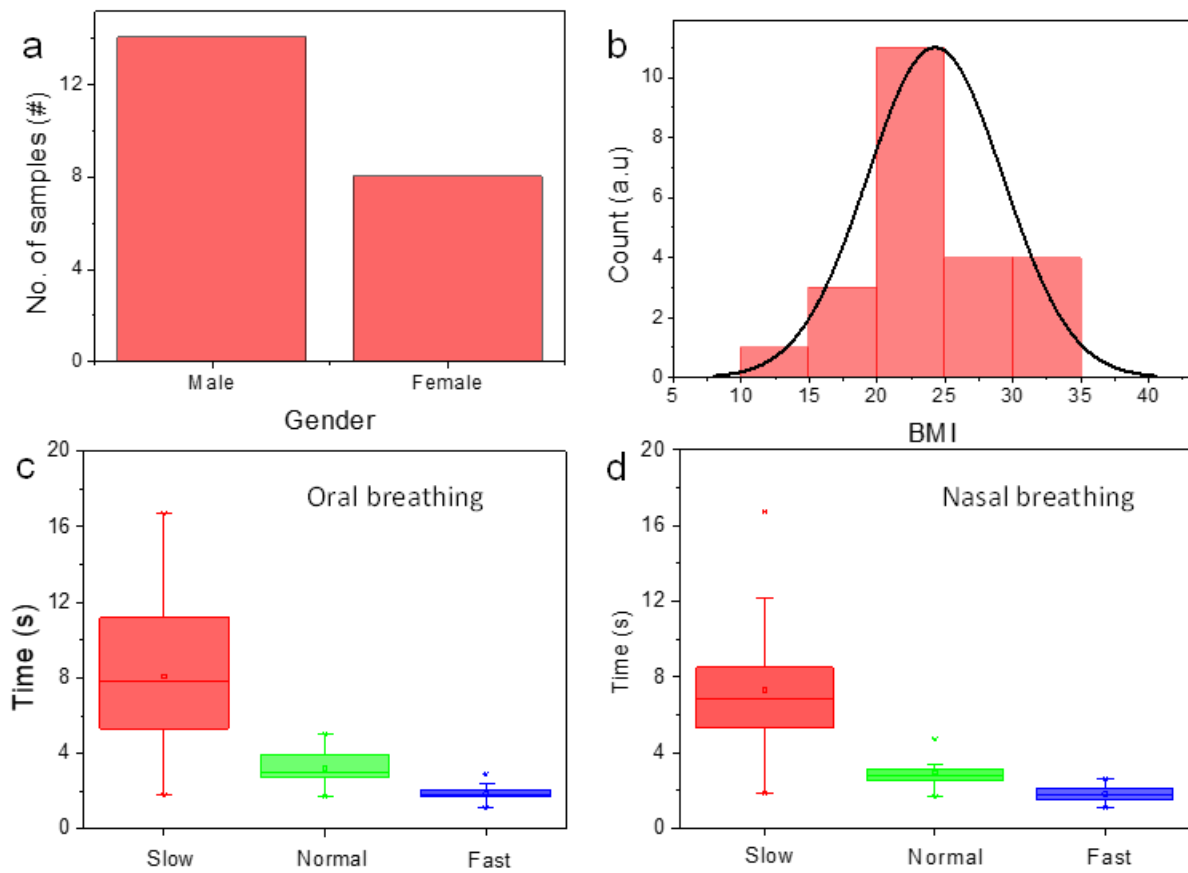 a
No. of samples (#)
12
8
4
0
Male Female
Gender
b
Count (a.u)
10
8
6
4
2
0
5 10 15 20 25 30 35 40
BMI
c
Oral breathing
Time (s)
20
16
12
8
4
0
Slow Normal Fast
d
Nasal breathing
Time (s)
20
16
12
8
4
0
Slow Normal Fast